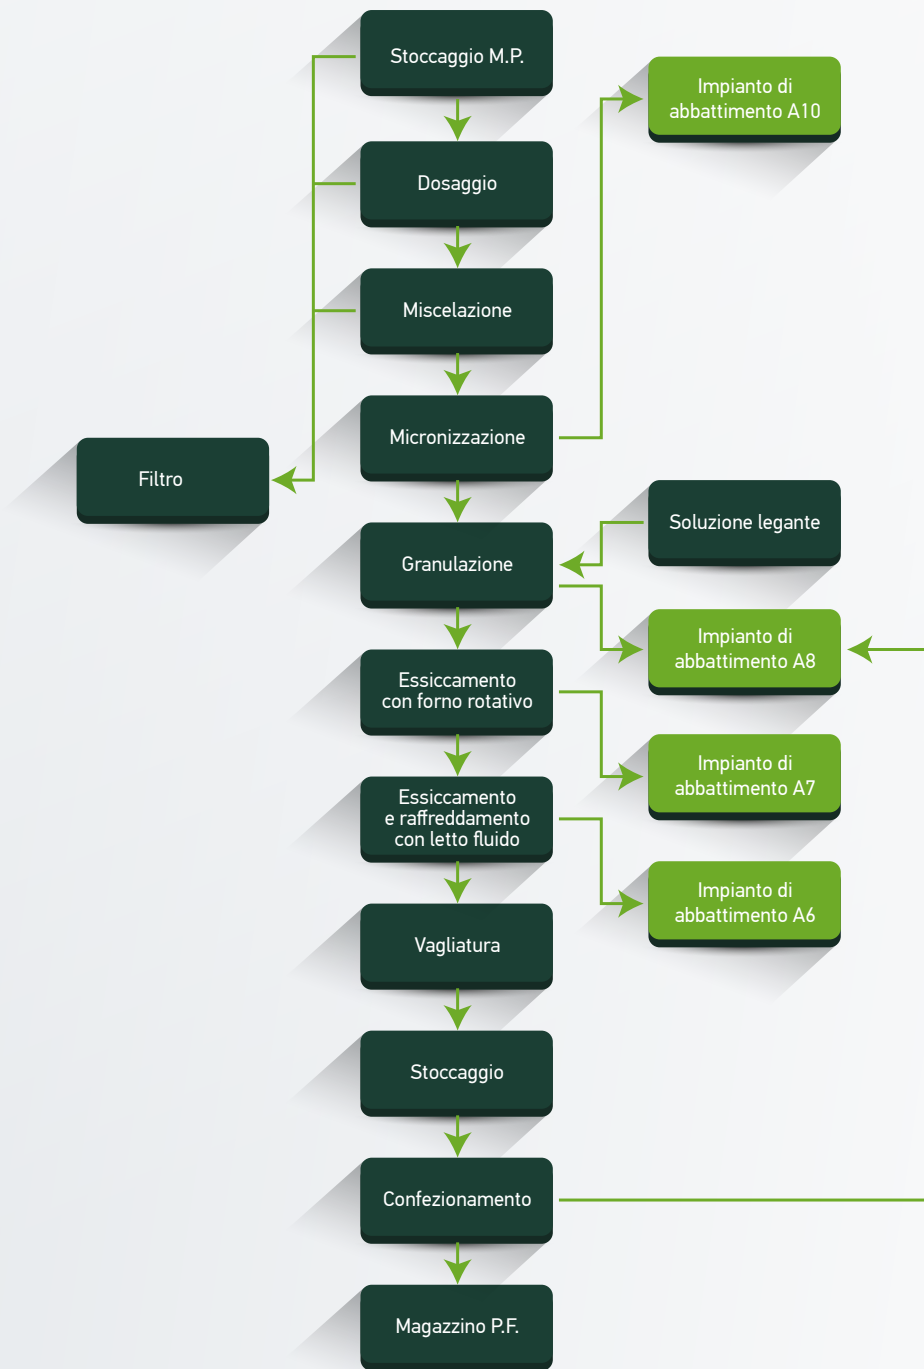 Stoccaggio M.P.
Impianto di
abbattimento A10
Dosaggio
Miscelazione
Micronizzazione
Filtro
Soluzione legante
Granulazione
Impianto di
abbattimento A8
Essiccamento
con forno rotativo
Impianto di
abbattimento A7
Essiccamento
e raffreddamento
con letto fluido
Impianto di
abbattimento A6
Vagliatura
Stoccaggio
Confezionamento
Magazzino P.F.